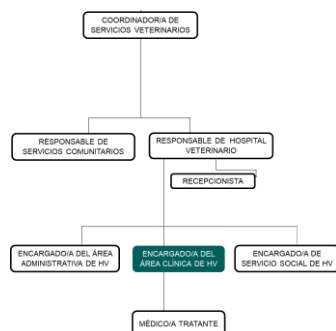 COORDINADOR/A DE
SERVICIOS VETERINARIOS
RESPONSABLE DE
SERVICIOS COMUNITARIOS
RESPONSABLE DE HOSPITAL
VETERINARIO
RECEPCIONISTA
ENCARGADO/A DEL ÁREA
ADMINISTRATIVA DE HV
ENCARGADO/A DEL
ÁREA CLÍNICA DE HV
ENCARGADO/A DE
SERVICIO SOCIAL DE HV
MÉDICO/A TRATANTE